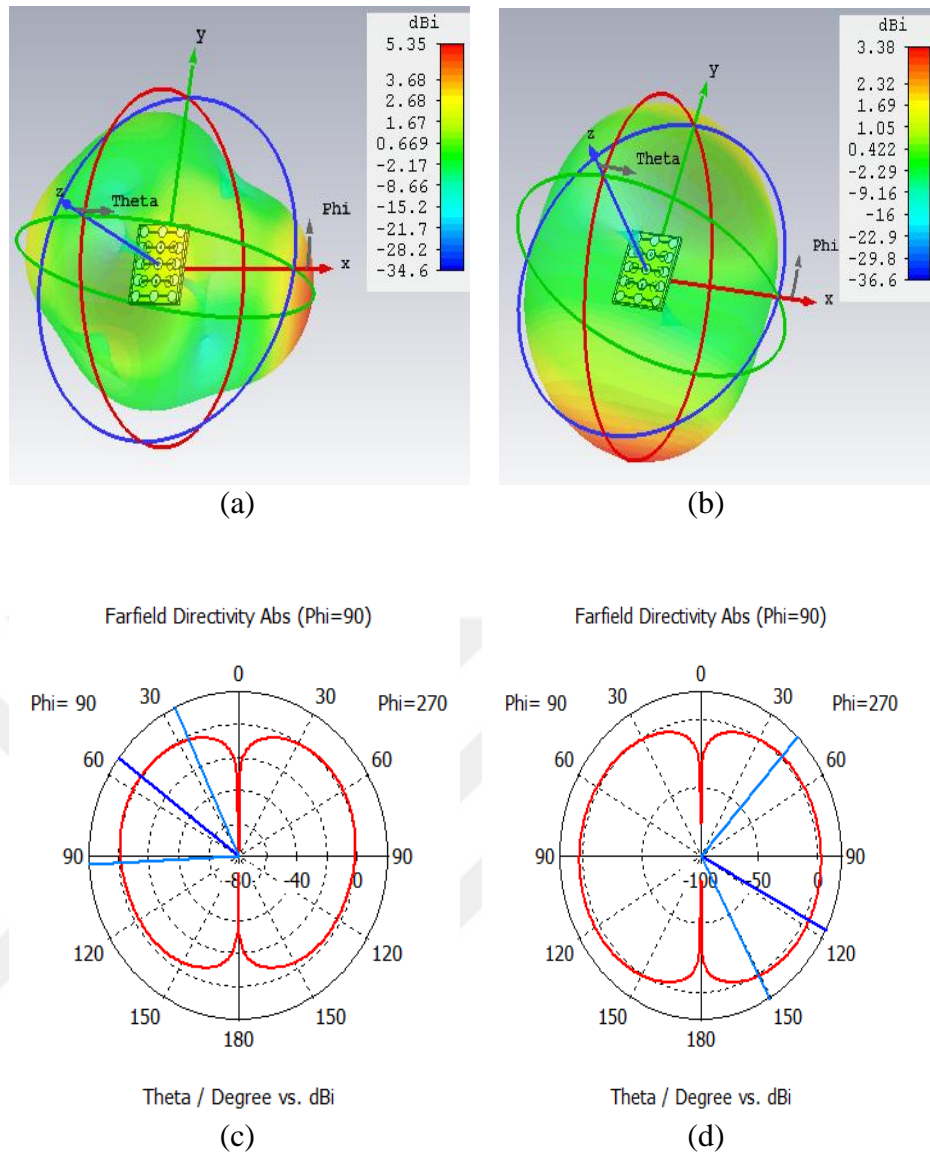 dBi
5.35
3.68
2.68
1.67
0.669
-2.17
-8.66
-15.2
-21.7
-28.2
-34.6
y
z
Theta
Phi
x
(a)
dBi
3.38
2.32
1.69
1.05
0.422
-2.29
-9.16
-16
-22.9
-29.8
-36.6
y
z
Theta
Phi
x
(b)
Farfield Directivity Abs (Phi=90)
0
30
30
Phi= 90
Phi=270
60
60
90
90
-80
-40
0
120
120
150
150
180
Theta / Degree vs. dBi
(c)
Farfield Directivity Abs (Phi=90)
0
30
30
Phi= 90
Phi=270
60
60
90
90
-100
-50
0
120
120
150
150
180
Theta / Degree vs. dBi
(d)